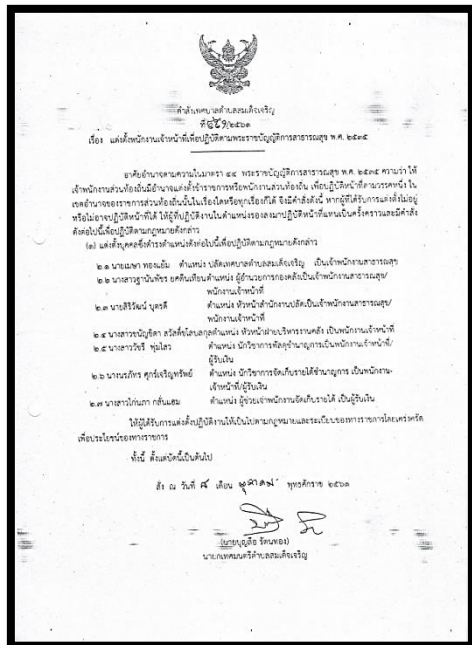 คำสั่งเทศบาลตำบลสมเด็จเจริญ
ที่ /๒๕๖๑
เรื่อง แต่งตั้งพนักงานเจ้าหน้าที่เพื่อปฏิบัติตามพระราชบัญญัติการสาธารณสุข พ.ศ. ๒๕๓๕
อาศัยอำนาจตามความในมาตรา ๔๔ พระราชบัญญัติการสาธารณสุข พ.ศ. ๒๕๓๕ ความว่า ให้
เจ้าพนักงานส่วนท้องถิ่นมีอำนาจแต่งตั้งข้าราชการหรือพนักงานส่วนท้องถิ่น เพื่อปฏิบัติหน้าที่ตามวรรคหนึ่ง ใน
เขตอำนาจของราชการส่วนท้องถิ่นนั้นในเรื่องใดหรือทุกเรื่องก็ได้ จึงมีคำสั่งดังนี้ หากผู้ที่ได้รับการแต่งตั้งไม่อยู่
หรือไม่อาจปฏิบัติหน้าที่ได้ ให้ผู้ที่ปฏิบัติงานในตำแหน่งรองลงมาปฏิบัติหน้าที่แทนเป็นครั้งคราวและมีคำสั่ง
ดังต่อไปนี้เพื่อปฏิบัติตามกฎหมายดังกล่าว
(๑) แต่งตั้งบุคคลซึ่งดำรงตำแหน่งดังต่อไปนี้เพื่อปฏิบัติตามกฎหมายดังกล่าว
๒.๑ นายเมษา ทองแย้ม ตำแหน่ง ปลัดเทศบาลตำบลสมเด็จเจริญ เป็นเจ้าพนักงานสาธารณสุข
๒.๒ นางสาวฐานันพัชร ยศตีนเทียน ตำแหน่ง ผู้อำนวยการกองคลังเป็นเจ้าพนักงานสาธารณสุข/
พนักงานเจ้าหน้าที่
๒.๓ นายสิริวัฒน์ บุตรดี ตำแหน่ง หัวหน้าสำนักงานปลัดเป็นเจ้าพนักงานสาธารณสุข/
พนักงานเจ้าหน้าที่
๒.๔ นางสาวชนัญชิดา สวัสดิ์ ตำแหน่ง หัวหน้าฝ่ายบริหารงานคลัง เป็นพนักงานเจ้าหน้าที่
๒.๕ นางสาววัชรี พุ่มไสว ตำแหน่ง นักวิชาการพัสดุชำนาญการเป็นพนักงานเจ้าหน้าที่/
ผู้รับเงิน
๒.๖ นางนรภัทร ศุกร์เจริญทรัพย์ ตำแหน่ง นักวิชาการจัดเก็บรายได้ชำนาญการ เป็นพนักงาน-
เจ้าหน้าที่/ผู้รับเงิน
๒.๗ นางสาวไก่นภา กลั่นแฮม ตำแหน่ง ผู้ช่วยเจ้าพนักงานจัดเก็บรายได้ เป็นผู้รับเงิน
ให้ผู้ได้รับการแต่งตั้งปฏิบัติงานให้เป็นไปตามกฎหมายและระเบียบของทางราชการโดยเคร่งครัด
เพื่อประโยชน์ของทางราชการ
ทั้งนี้ ตั้งแต่บัดนี้เป็นต้นไป
สั่ง ณ วันที่ ๘ เดือน ตุลาคม พุทธศักราช ๒๕๖๑
(นายบุญลือ รัตนทอง)
นายกเทศมนตรีตำบลสมเด็จเจริญ